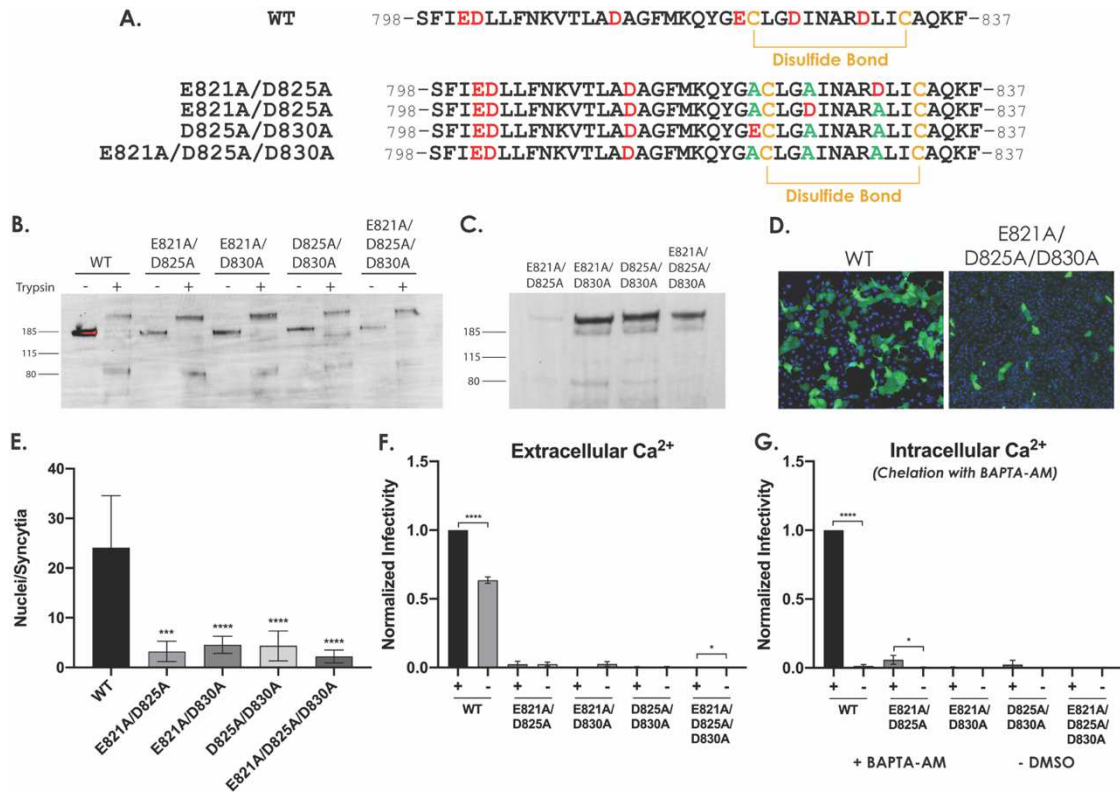 A.
WT
798-SFIEDLLFNKVTLADAGFMKQYGECLGDINARDLICAQKF-837
Disulfide Bond
E821A/D825A 798-SFIEDLLFNKVTLADAGFMKQYGACLGAINARDLICAQKF-837
E821A/D825A 798-SFIEDLLFNKVTLADAGFMKQYGACLGDINARALICAQKF-837
D825A/D830A 798-SFIEDLLFNKVTLADAGFMKQYGECLGAINARALICAQKF-837
E821A/D825A/D830A 798-SFIEDLLFNKVTLADAGFMKQYGACLGAINARALICAQKF-837
Disulfide Bond
B.
WT
E821A/
D825A
E821A/
D830A
D825A/
D830A
E821A/
D825A/
D830A
Trypsin - + - + - + - + - +
185
115
80
C.
E821A/
D825A
E821A/
D830A
D825A/
D830A
E821A/
D825A/
D830A
185
115
80
D.
WT
E821A/
D825A/D830A
E.
Nuclei/Syncytia
40
30
20
10
0
*** **** **** ****
WT
E821A/D825A
E821A/D830A
D825A/D830A
E821A/D825A/D830A
F.
Extracellular Ca2+
Normalized Infectivity
1.5
1.0
0.5
0.0
****
*
+ - + - + - + - + -
WT
E821A/
D825A
E821A/
D830A
D825A/
D830A
E821A/
D825A/
D830A
G.
Intracellular Ca2+
(Chelation with BAPTA-AM)
Normalized Infectivity
1.5
1.0
0.5
0.0
****
*
+ - + - + - + - + -
WT
E821A/
D825A
E821A/
D830A
D825A/
D830A
E821A/
D825A/
D830A
+ BAPTA-AM - DMSO